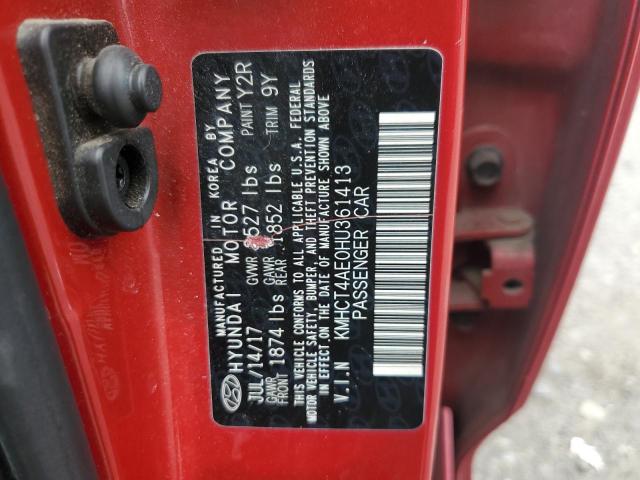 MANUFACTURED IN KOREA BY
HYUNDAI MOTOR COMPANY
JUL/14/17 GVWR 527 lbs PAINT Y2R
GAWR FRONT 1874 lbs GAWR REAR 1852 lbs TRIM 9Y
THIS VEHICLE CONFORMS TO ALL APPLICABLE U.S.A. FEDERAL
MOTOR VEHICLE SAFETY, BUMPER, AND THEFT PREVENTION STANDARDS
IN EFFECT ON THE DATE OF MANUFACTURE SHOWN ABOVE
V.I.N KMHCT4AE0HU361413
PASSENGER CAR